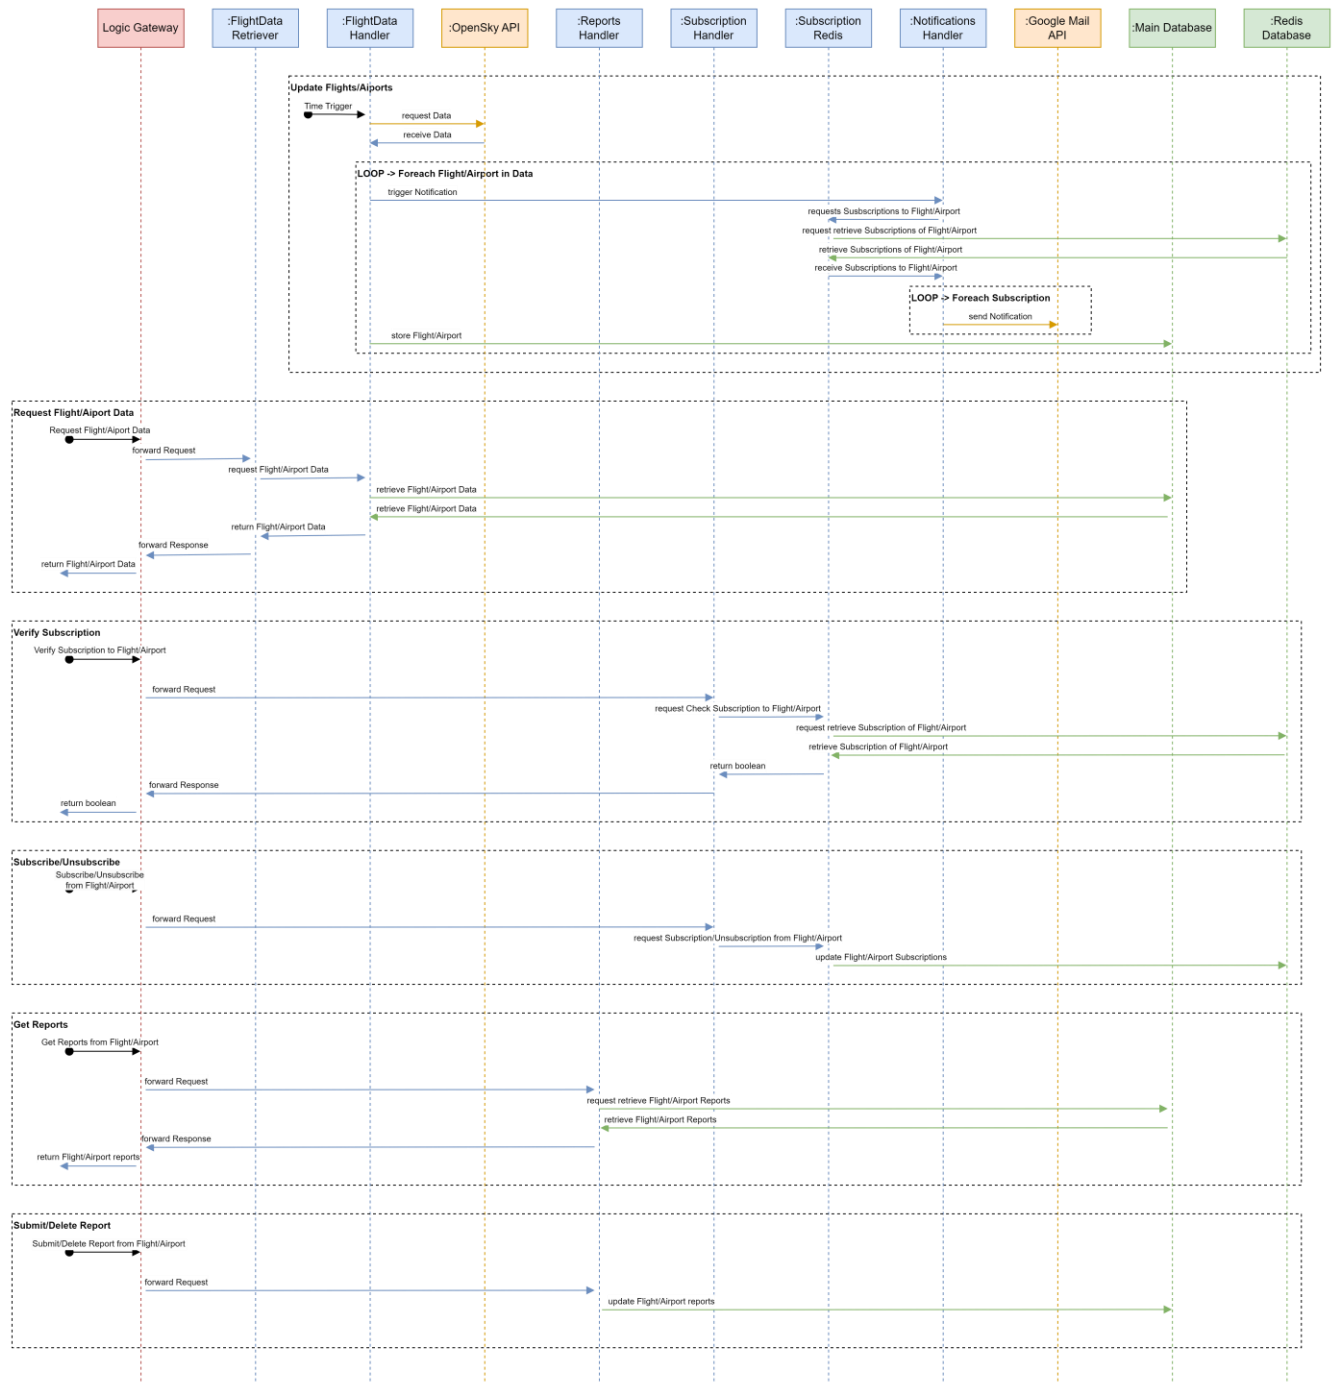 Logic Gateway
:FlightData
Retriever
:FlightData
Handler
:OpenSky API
:Reports
Handler
:Subscription
Handler
:Subscription
Redis
:Notifications
Handler
:Google Mail
API
:Main Database
:Redis
Database
Update Flights/Aiports
Time Trigger
request Data
receive Data
LOOP -> Foreach Flight/Airport in Data
trigger Notification
requests Susbscriptions to Flight/Airport
request retrieve Subscriptions of Flight/Airport
retrieve Subscriptions of Flight/Airport
receive Subscriptions to Flight/Airport
LOOP -> Foreach Subscription
send Notification
store Flight/Airport
Request Flight/Aiport Data
Request Flight/Aiport Data
forward Request
request Flight/Airport Data
retrieve Flight/Airport Data
retrieve Flight/Airport Data
return Flight/Airport Data
forward Response
return Flight/Airport Data
Verify Subscription
Verify Subscription to Flight/Airport
forward Request
request Check Subscription to Flight/Airport
request retrieve Subscription of Flight/Airport
retrieve Subscription of Flight/Airport
return boolean
forward Response
return boolean
Subscribe/Unsubscribe
Subscribe/Unsubscribe
from Flight/Airport
forward Request
request Subscription/Unsubscription from Flight/Airport
update Flight/Airport Subscriptions
Get Reports
Get Reports from Flight/Airport
forward Request
request retrieve Flight/Airport Reports
retrieve Flight/Airport Reports
forward Response
return Flight/Airport reports
Submit/Delete Report
Submit/Delete Report from Flight/Airport
forward Request
update Flight/Airport reports